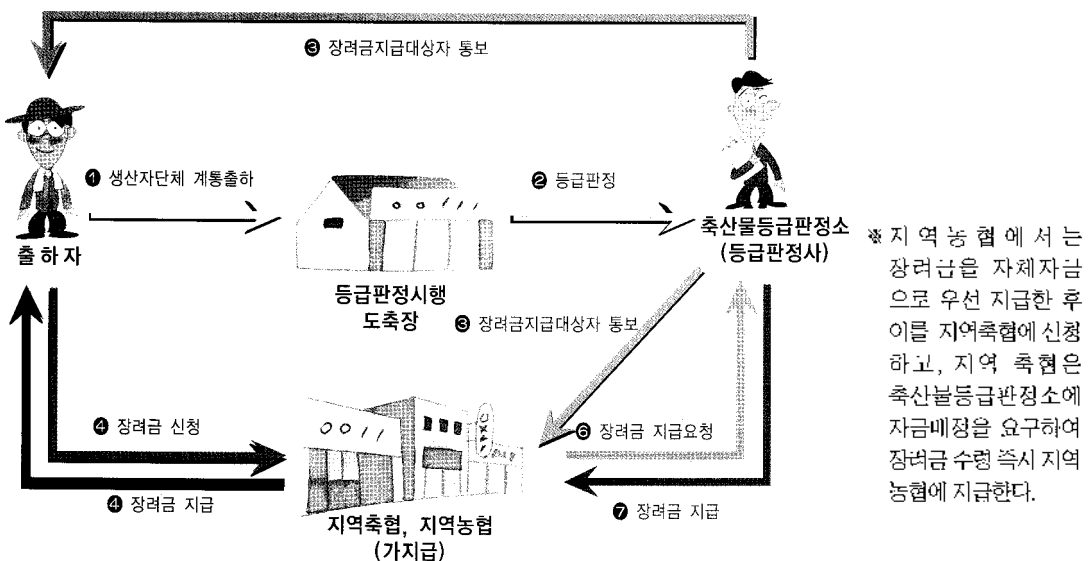 ❸ 장려금지급대상자 통보
❶ 생산자단체 계통출하
❷ 등급판정
출하자
등급판정시행
도축장
축산물등급판정소
(등급판정사)
❸ 장려금지급대상자 통보
❹ 장려금 신청
❹ 장려금 지급
❻ 장려금 지급요청
❼ 장려금 지급
지역축협, 지역농협
(가지급)
※지역농협에서는
장려금을 자체자금
으로 우선 지급한 후
이를 지역축협에 신청
하고, 지역 축협은
축산물등급판정소에
자금배정을 요구하여
장려금 수령 즉시 지역
농협에 지급한다.